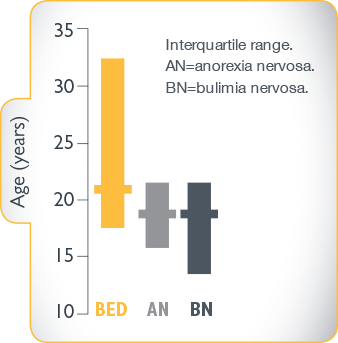 Interquartile range.
AN=anorexia nervosa.
BN=bulimia nervosa.
Age (years)
35
30
25
20
15
10
BED AN BN